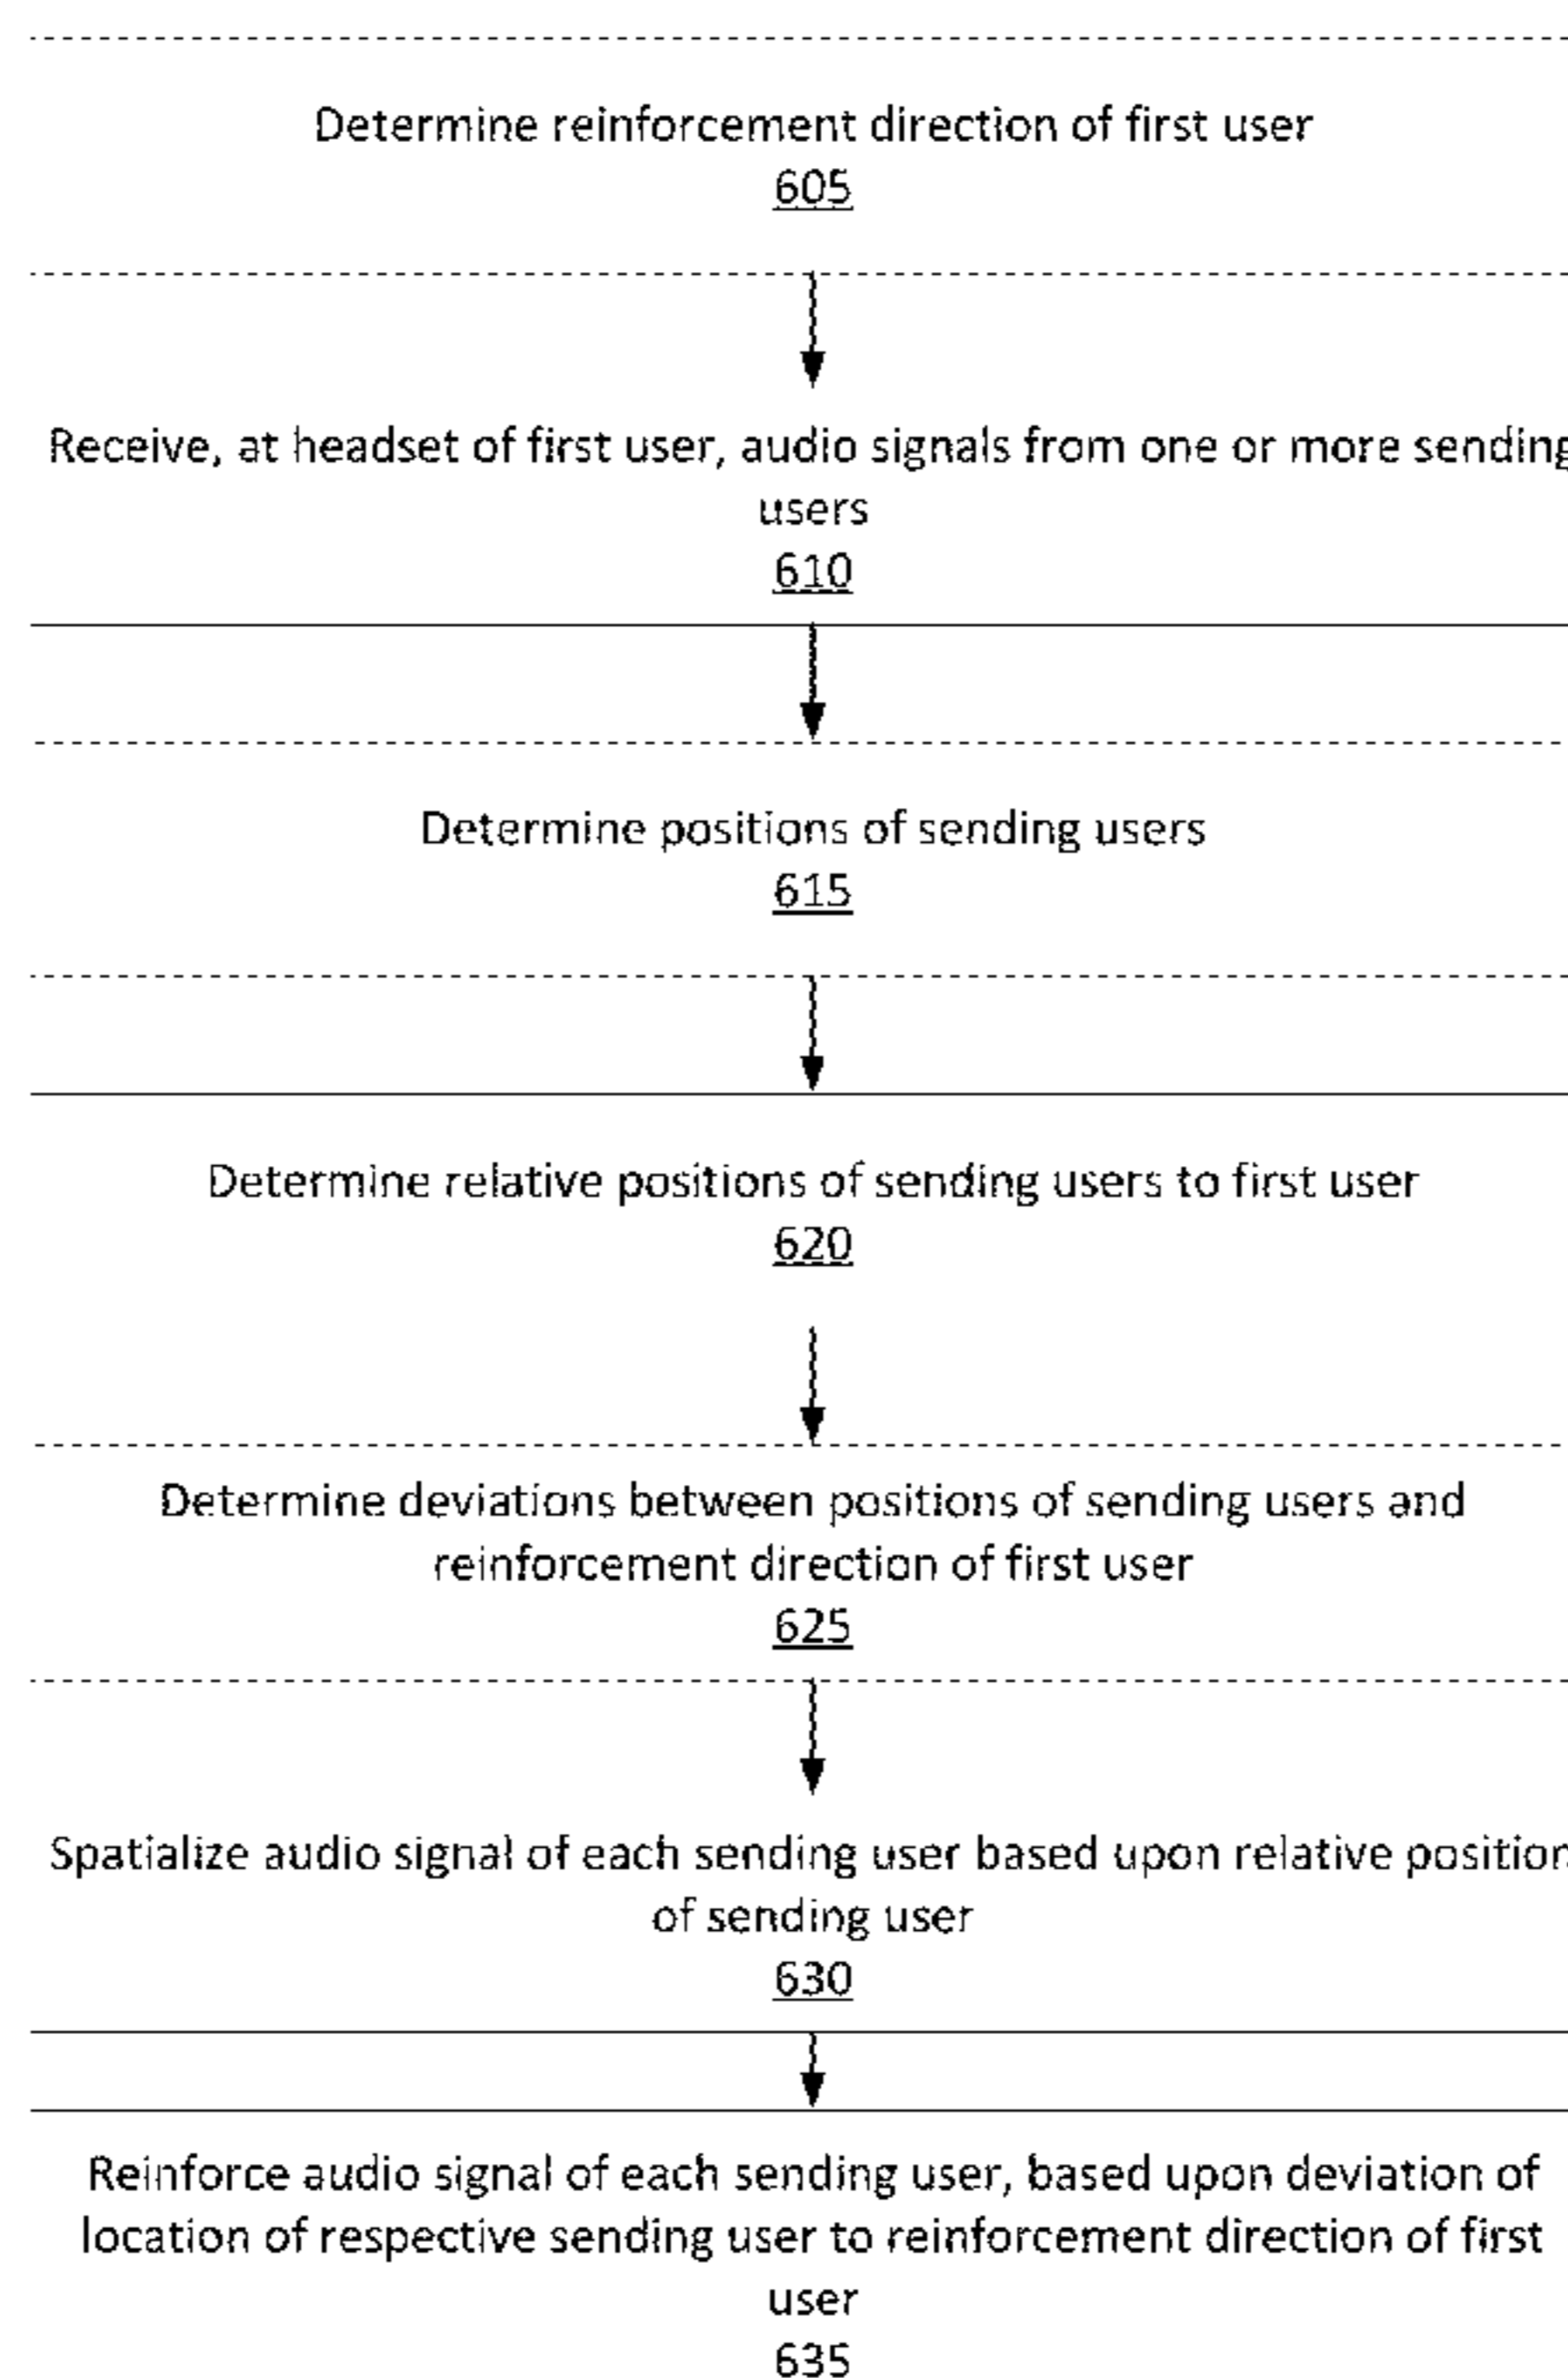 Determine reinforcement direction of first user
605
Receive, at headset of first user, audio signals from one or more sending
users
610
Determine positions of sending users
615
Determine relative positions of sending users to first user
620
Determine deviations between positions of sending users and
reinforcement direction of first user
625
Spatialize audio signal of each sending user based upon relative position
of sending user
630
Reinforce audio signal of each sending user, based upon deviation of
location of respective sending user to reinforcement direction of first
user
635